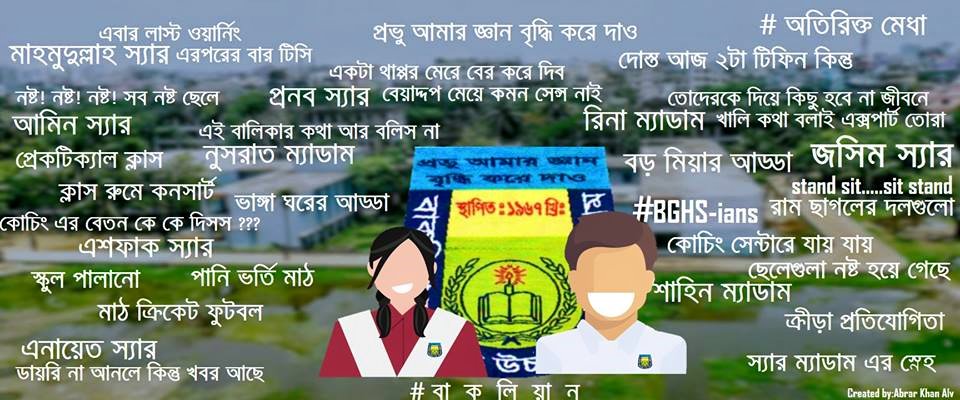 এবার লাস্ট ওয়ার্নিং
মাহমুদুল্লাহ স্যার এরপরের বার টিসি
প্রভু আমার জ্ঞান বৃদ্ধি করে দাও
# অতিরিক্ত মেধা
দোস্ত আজ ২টা টিফিন কিন্তু
একটা থাপ্পর মেরে বের করে দিব
নষ্ট! নষ্ট! নষ্ট! সব নষ্ট ছেলে
প্রনব স্যার বেয়াদ্দপ মেয়ে কমন সেন্স নাই
তোদেরকে দিয়ে কিছু হবে না জীবনে
আমিন স্যার
এই বালিকার কথা আর বলিস না
রিনা ম্যাডাম খালি কথা বলাই এক্সপার্ট তোরা
প্রেকটিক্যাল ক্লাস
নুসরাত ম্যাডাম
বড় মিয়ার আড্ডা
জসিম স্যার
stand sit.....sit stand
ক্লাস রুমে কনসার্ট
ভাঙ্গা ঘরের আড্ডা
#BGHS-ians
রাম ছাগলের দলগুলো
কোচিং এর বেতন কে কে দিসস ???
এশফাক স্যার
কোচিং সেন্টারে যায় যায়
ছেলেগুলা নষ্ট হয়ে গেছে
স্কুল পালানো
পানি ভর্তি মাঠ
শাহিন ম্যাডাম
মাঠ ক্রিকেট ফুটবল
ক্রীড়া প্রতিযোগিতা
এনায়েত স্যার
ডায়রি না আনলে কিন্তু খবর আছে
স্যার ম্যাডাম এর স্নেহ
প্রভু আমার জ্ঞান
বৃদ্ধি করে দাও
স্থাপিত : ১৯৬৭ খ্রিঃ
উচ্চ
# বা ক লি য়া ন
Created by:Abrar Khan Alv